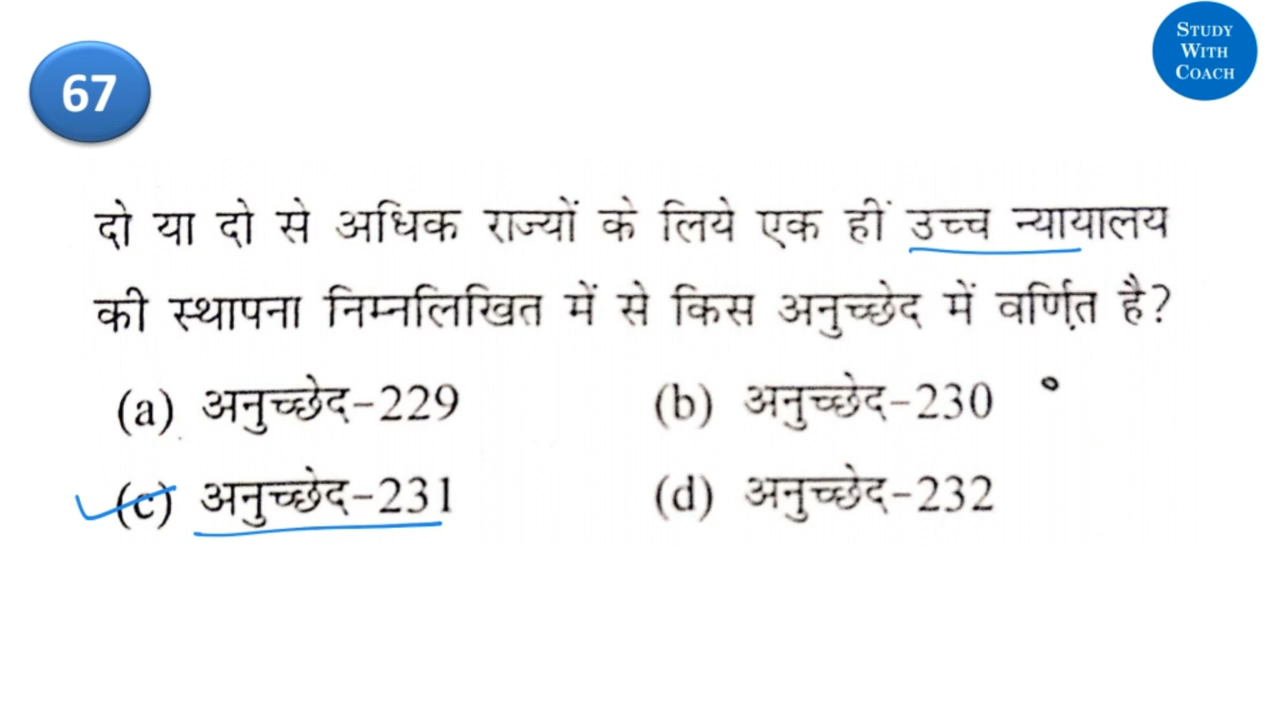 67
STUDY
WITH
COACH
दो या दो से अधिक राज्यों के लिये एक हीं उच्च न्यायालय
की स्थापना निम्नलिखित में से किस अनुच्छेद में वर्णित है?
(a) अनुच्छेद-229 (b) अनुच्छेद-230
(c) अनुच्छेद-231 (d) अनुच्छेद-232